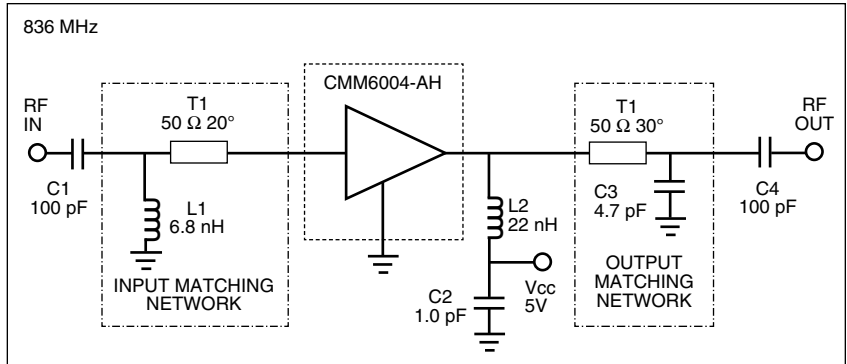 836 MHz
CMM6004-AH
RF
IN
T1
50 Ω 20°
T1
50 Ω 30°
RF
OUT
C1
100 pF
L1
6.8 nH
L2
22 nH
C3
4.7 pF
C4
100 pF
INPUT MATCHING
NETWORK
C2
1.0 pF
Vcc
5V
OUTPUT
MATCHING
NETWORK